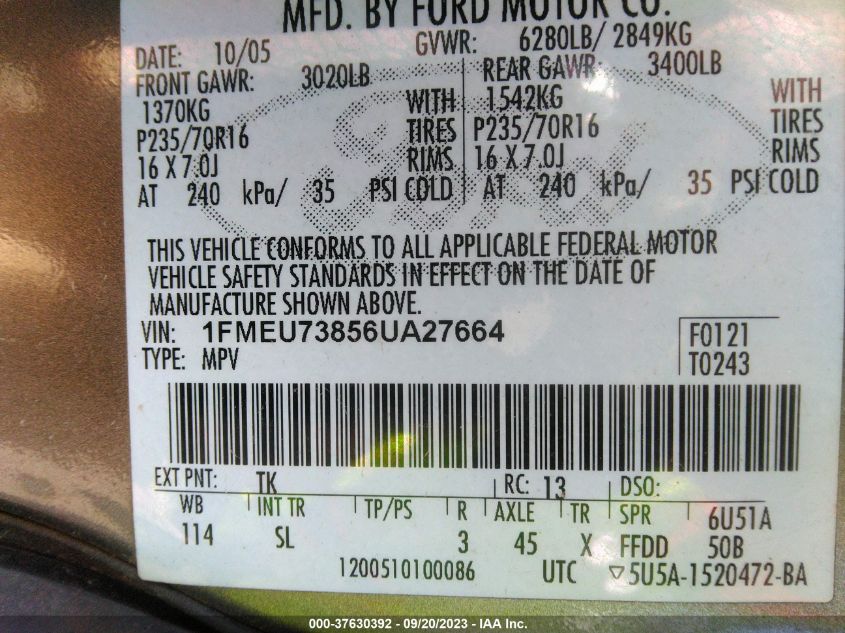 MFD. BY FORD MOTOR CO.
DATE: 10/05 GVWR: 6280LB/ 2849KG
FRONT GAWR: 3020LB REAR GAWR: 3400LB
1370KG WITH 1542KG WITH
P235/70R16 TIRES P235/70R16 TIRES
16 X 7.0J RIMS 16 X 7.0J RIMS
AT 240 kPa/ 35 PSI COLD AT 240 kPa/ 35 PSI COLD
THIS VEHICLE CONFORMS TO ALL APPLICABLE FEDERAL MOTOR
VEHICLE SAFETY STANDARDS IN EFFECT ON THE DATE OF
MANUFACTURE SHOWN ABOVE.
VIN: 1FMEU73856UA27664 F0121
TYPE: MPV T0243
EXT PNT: TK RC: 13 DSO:
WB INT TR TP/PS R AXLE TR SPR 6U51A
114 SL 3 45 X FFDD 50B
1200510100086 UTC ▽5U5A-1520472-BA
000-37630392 - 09/20/2023 - IAA Inc.